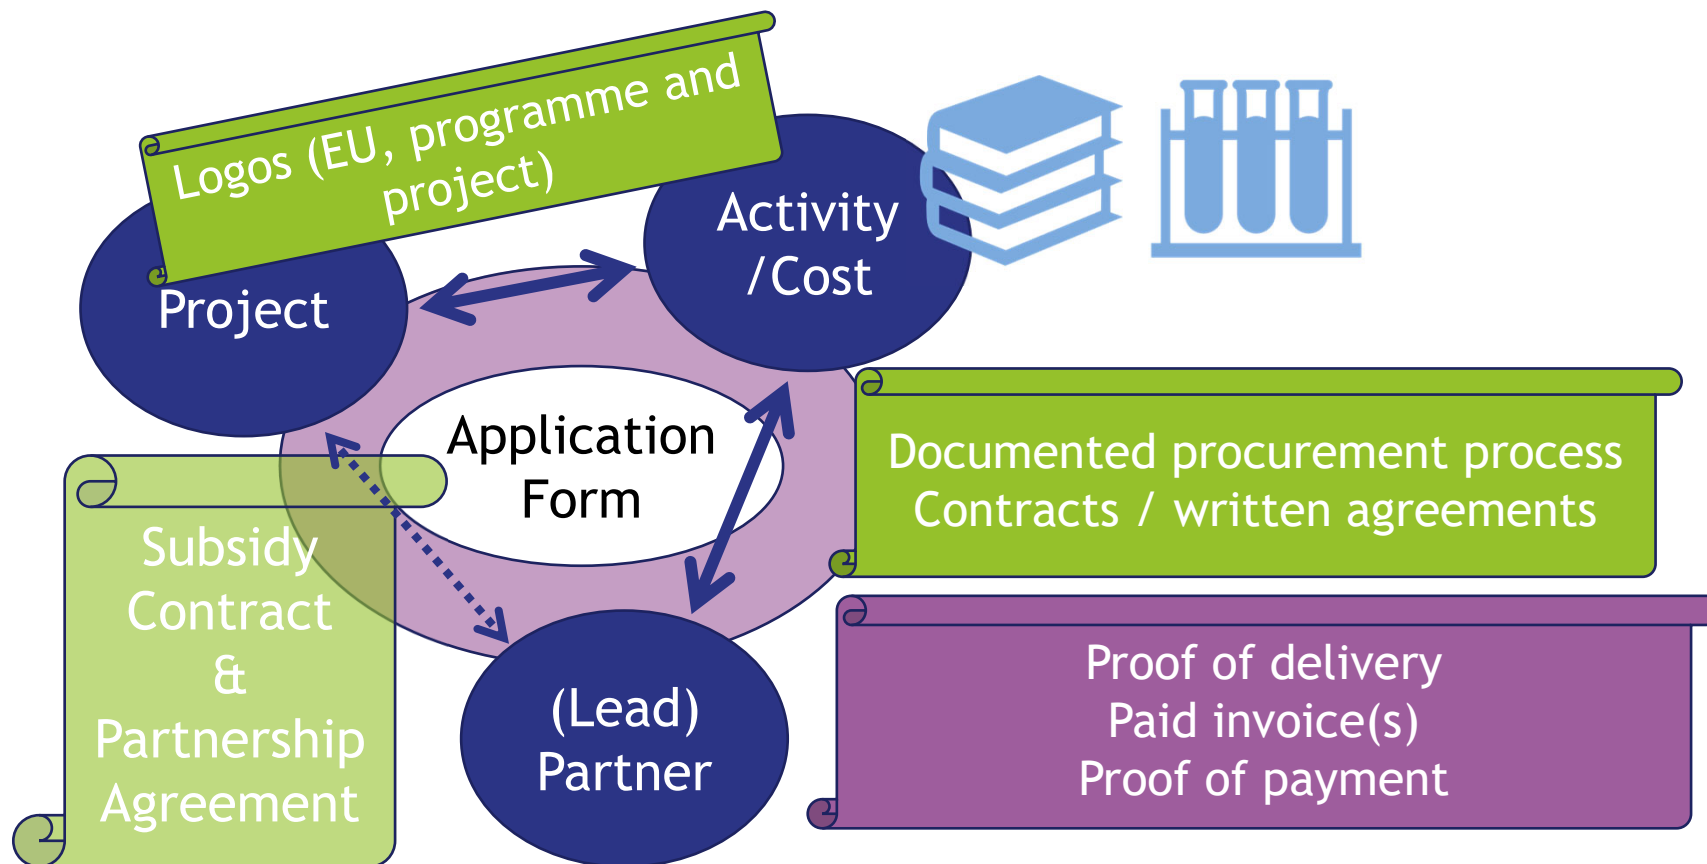 Logos (EU, programme and
project)
Project
Activity
/Cost
Application
Form
Documented procurement process
Contracts / written agreements
Subsidy
Contract
&
Partnership
Agreement
(Lead)
Partner
Proof of delivery
Paid invoice(s)
Proof of payment